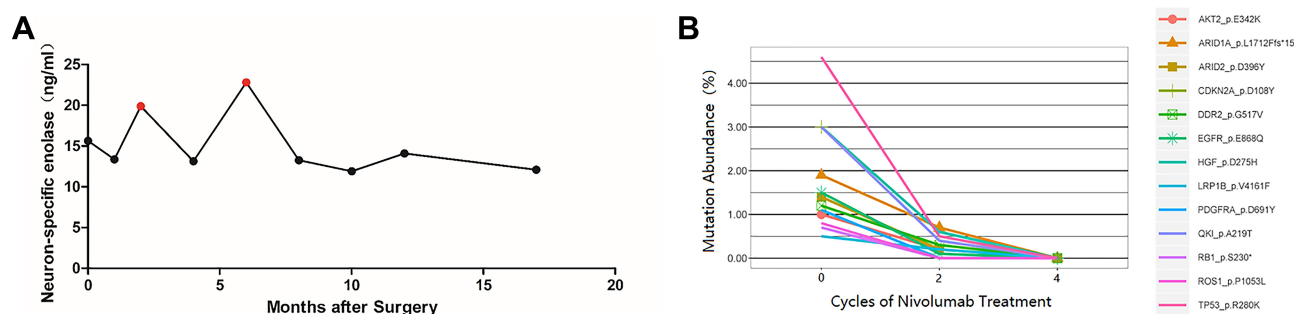 A
Neuron-specific enolase (ng/ml)
25
20
15
10
5
0
0
5
10
15
20
Months after Surgery
B
Mutation Abundance (%)
4.00
3.00
2.00
1.00
0.00
0
2
4
Cycles of Nivolumab Treatment
AKT2_p.E342K
ARID1A_p.L1712Ffs*15
ARID2_p.D396Y
CDKN2A_p.D108Y
DDR2_p.G517V
EGFR_p.E868Q
HGF_p.D275H
LRP1B_p.V4161F
PDGFRA_p.D691Y
QKI_p.A219T
RB1_p.S230*
ROS1_p.P1053L
TP53_p.R280K